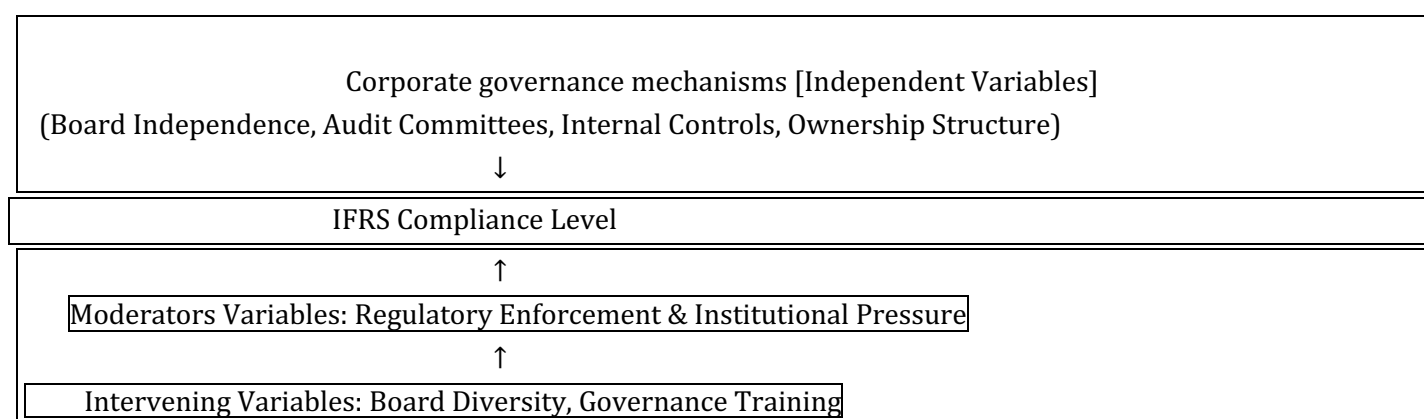 Corporate governance mechanisms [Independent Variables]
(Board Independence, Audit Committees, Internal Controls, Ownership Structure)
↓
IFRS Compliance Level
↑
Moderators Variables: Regulatory Enforcement & Institutional Pressure
↑
Intervening Variables: Board Diversity, Governance Training